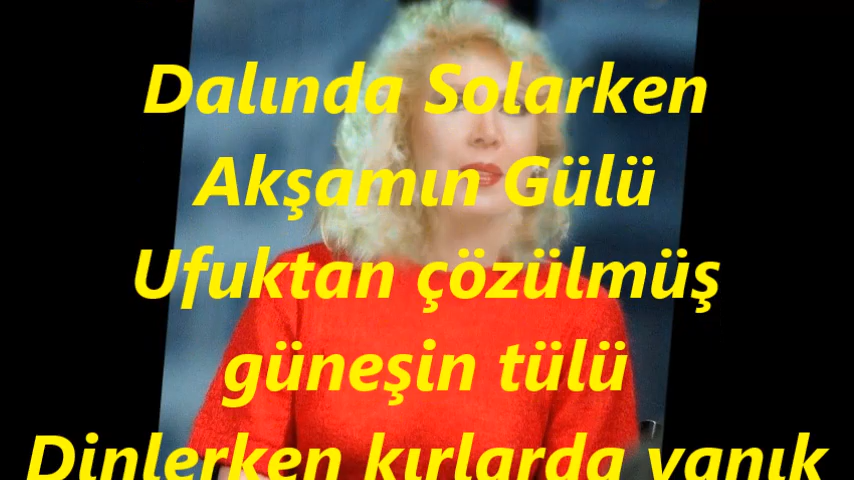 Dalında Solarken
Akşamın Gülü
Ufuktan çözülmüş
güneşin tülü
Dinlerken kırlarda yanık